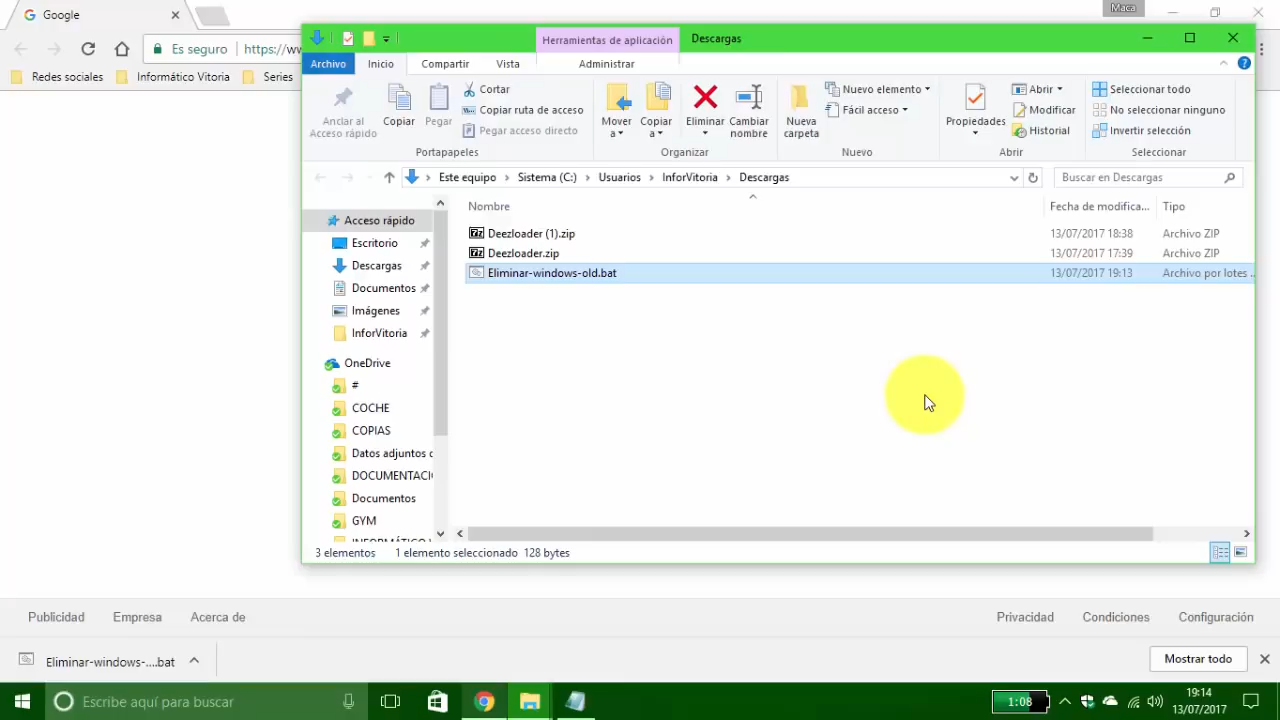 Google
Maca
Es seguro
https://ww
Redes sociales
Informático Vitoria
Series
Herramientas de aplicación
Descargas
Archivo
Inicio
Compartir
Vista
Administrar
Anclar al
Acceso rápido
Copiar
Pegar
Cortar
Copiar ruta de acceso
Pegar acceso directo
Portapapeles
Mover
a
Copiar
a
Eliminar
Cambiar
nombre
Organizar
Nueva
carpeta
Nuevo elemento
Fácil acceso
Nuevo
Propiedades
Abrir
Modificar
Historial
Abrir
Seleccionar todo
No seleccionar ninguno
Invertir selección
Seleccionar
Este equipo > Sistema (C:) > Usuarios > InforVitoria > Descargas
Buscar en Descargas
Nombre
Fecha de modifica...
Tipo
Deezloader (1).zip 13/07/2017 18:38 Archivo ZIP
Deezloader.zip 13/07/2017 17:39 Archivo ZIP
Eliminar-windows-old.bat 13/07/2017 19:13 Archivo por lotes ...
Acceso rápido
Escritorio
Descargas
Documentos
Imágenes
InforVitoria
OneDrive
#
COCHE
COPIAS
Datos adjuntos d
DOCUMENTACI
Documentos
GYM
3 elementos
1 elemento seleccionado 128 bytes
Publicidad
Empresa
Acerca de
Privacidad
Condiciones
Configuración
Eliminar-windows-....bat
Mostrar todo
Escribe aquí para buscar
1:08
19:14
13/07/2017